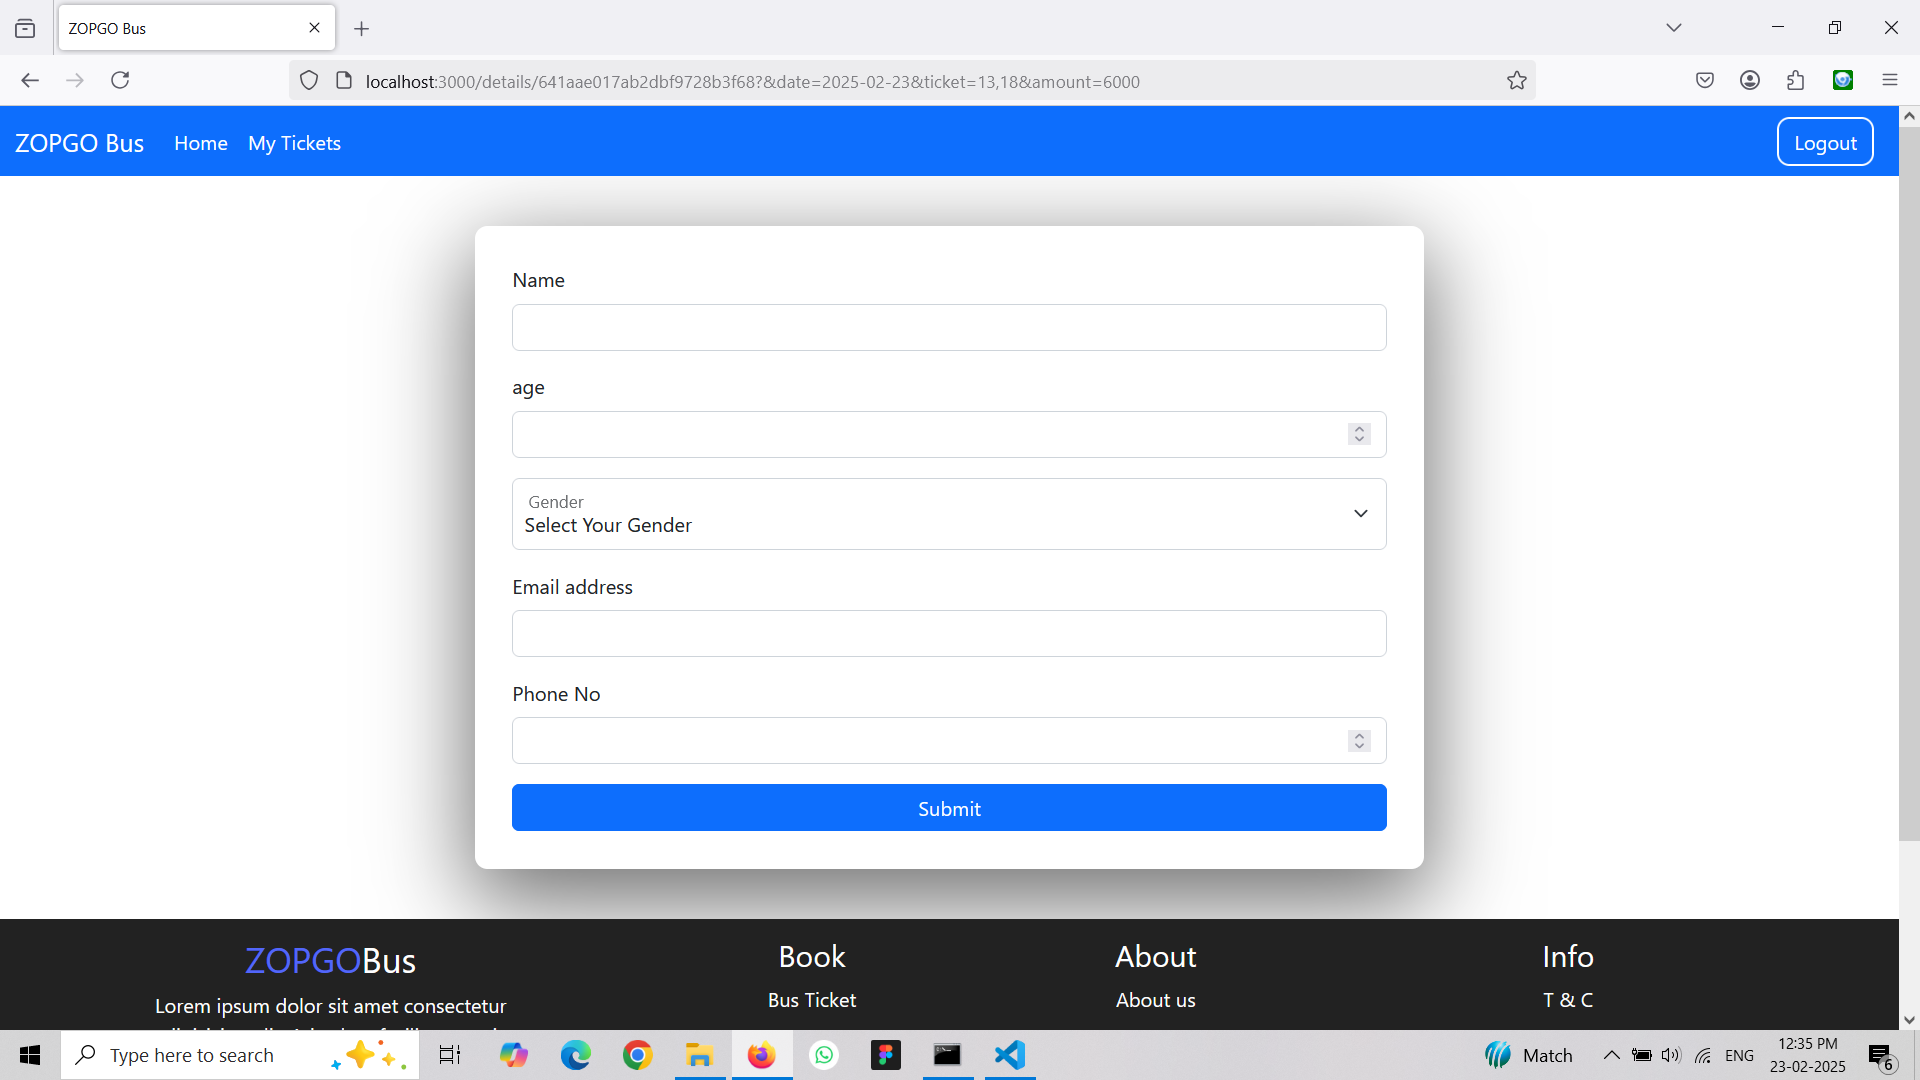 ZOPGO Bus
localhost:3000/details/641aae017ab2dbf9728b3f68?&date=2025-02-23&ticket=13,18&amount=6000
ZOPGO Bus Home My Tickets Logout
Name
age
Gender
Select Your Gender
Email address
Phone No
Submit
ZOPGOBus Book About Info
Lorem ipsum dolor sit amet consectetur Bus Ticket About us T & C
Type here to search Match ENG 12:35 PM
23-02-2025 6